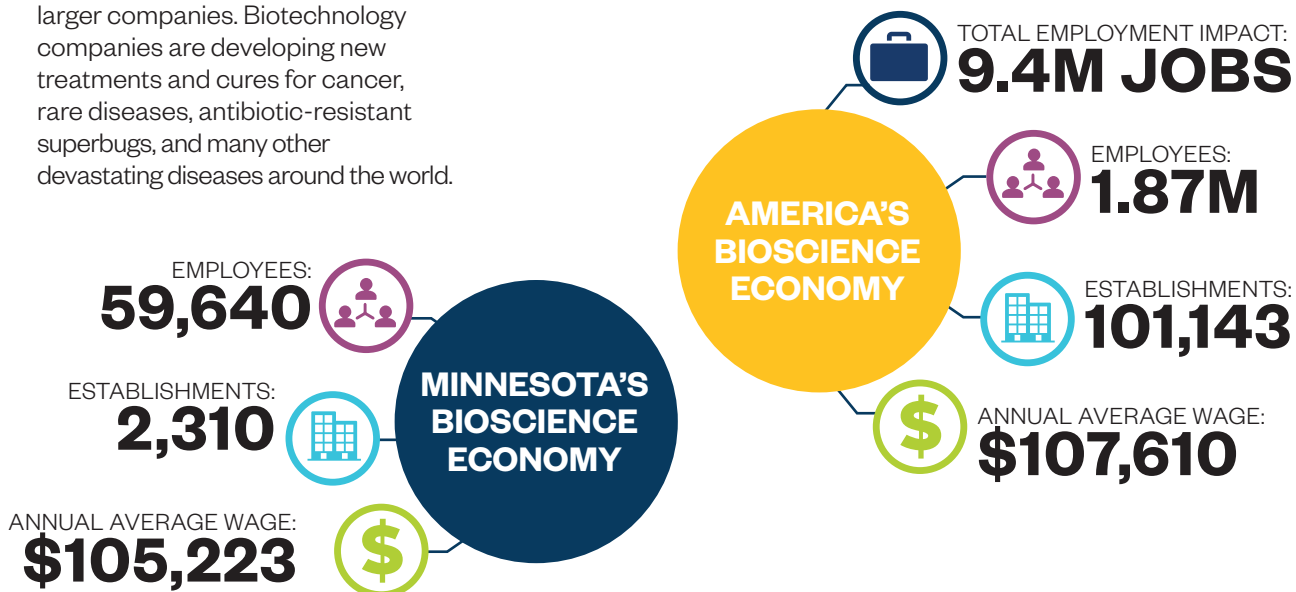 larger companies. Biotechnology
companies are developing new
treatments and cures for cancer,
rare diseases, antibiotic-resistant
superbugs, and many other
devastating diseases around the world.
EMPLOYEES:
59,640
ESTABLISHMENTS:
2,310
ANNUAL AVERAGE WAGE:
$105,223
MINNESOTA'S
BIOSCIENCE
ECONOMY
AMERICA'S
BIOSCIENCE
ECONOMY
TOTAL EMPLOYMENT IMPACT:
9.4M JOBS
EMPLOYEES:
1.87M
ESTABLISHMENTS:
101,143
ANNUAL AVERAGE WAGE:
$107,610